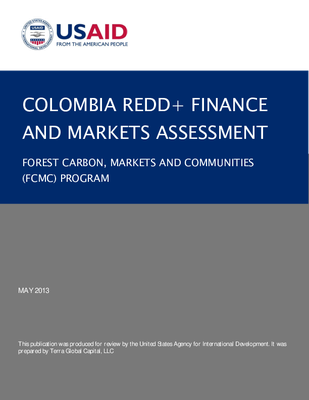 USAID
FROM THE AMERICAN PEOPLE
COLOMBIA REDD+ FINANCE
AND MARKETS ASSESSMENT
FOREST CARBON, MARKETS AND COMMUNITIES
(FCMC) PROGRAM
MAY 2013
This publication was produced for review by the United States Agency for International Development. It was
prepared by Terra Global Capital, LLC